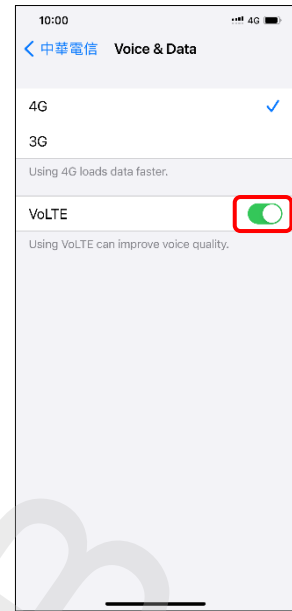 10:00
4G
中華電信 Voice & Data
4G
3G
Using 4G loads data faster.
VoLTE
Using VoLTE can improve voice quality.